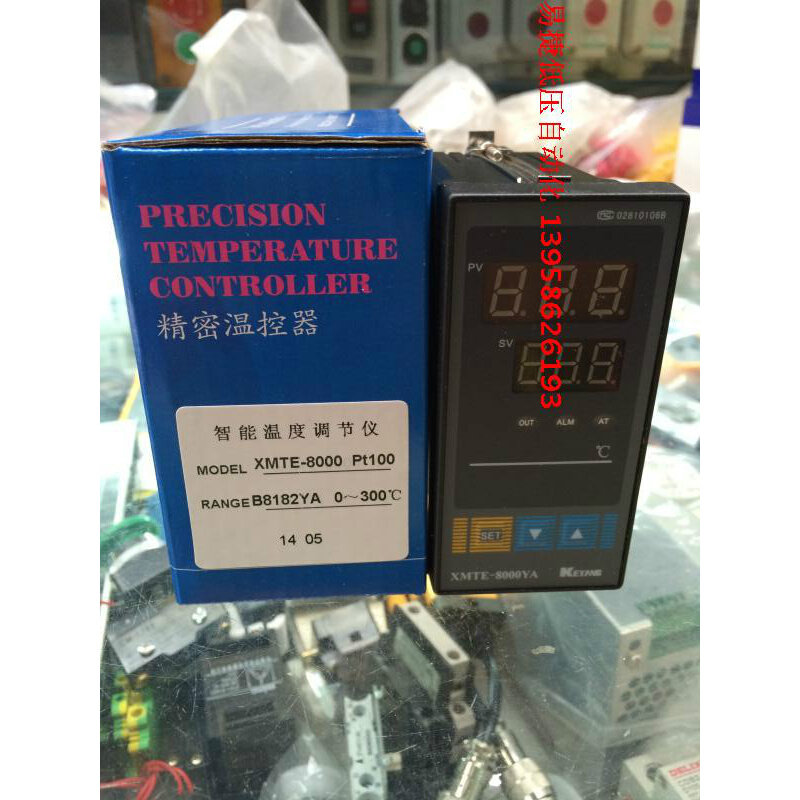 易捷低压自动化 13958626193
PRECISION
TEMPERATURE
CONTROLLER
精密温控器
智能温度调节仪
MODEL XMTE-8000 Pt100
RANGE B8182YA 0～300℃
14 05
02810108B
PV
SV
OUT ALM AT
℃
SET
XMTE-8000YA KEYANG